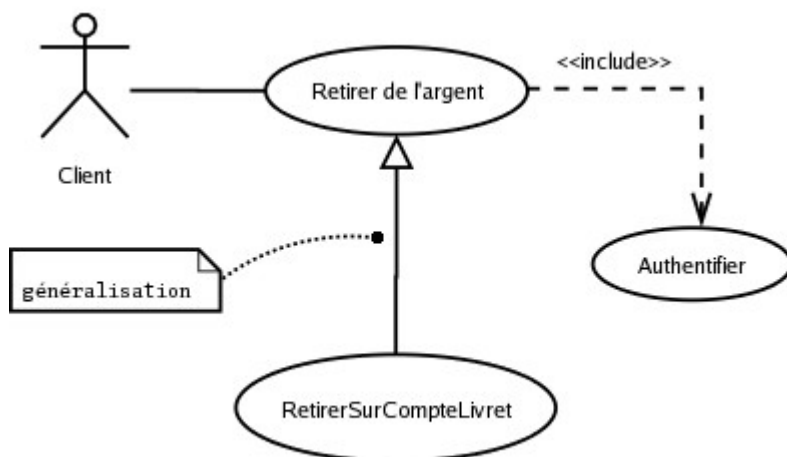 <<include>>
Retirer de l'argent
Client
Authentifier
généralisation
RetirerSurCompteLivret